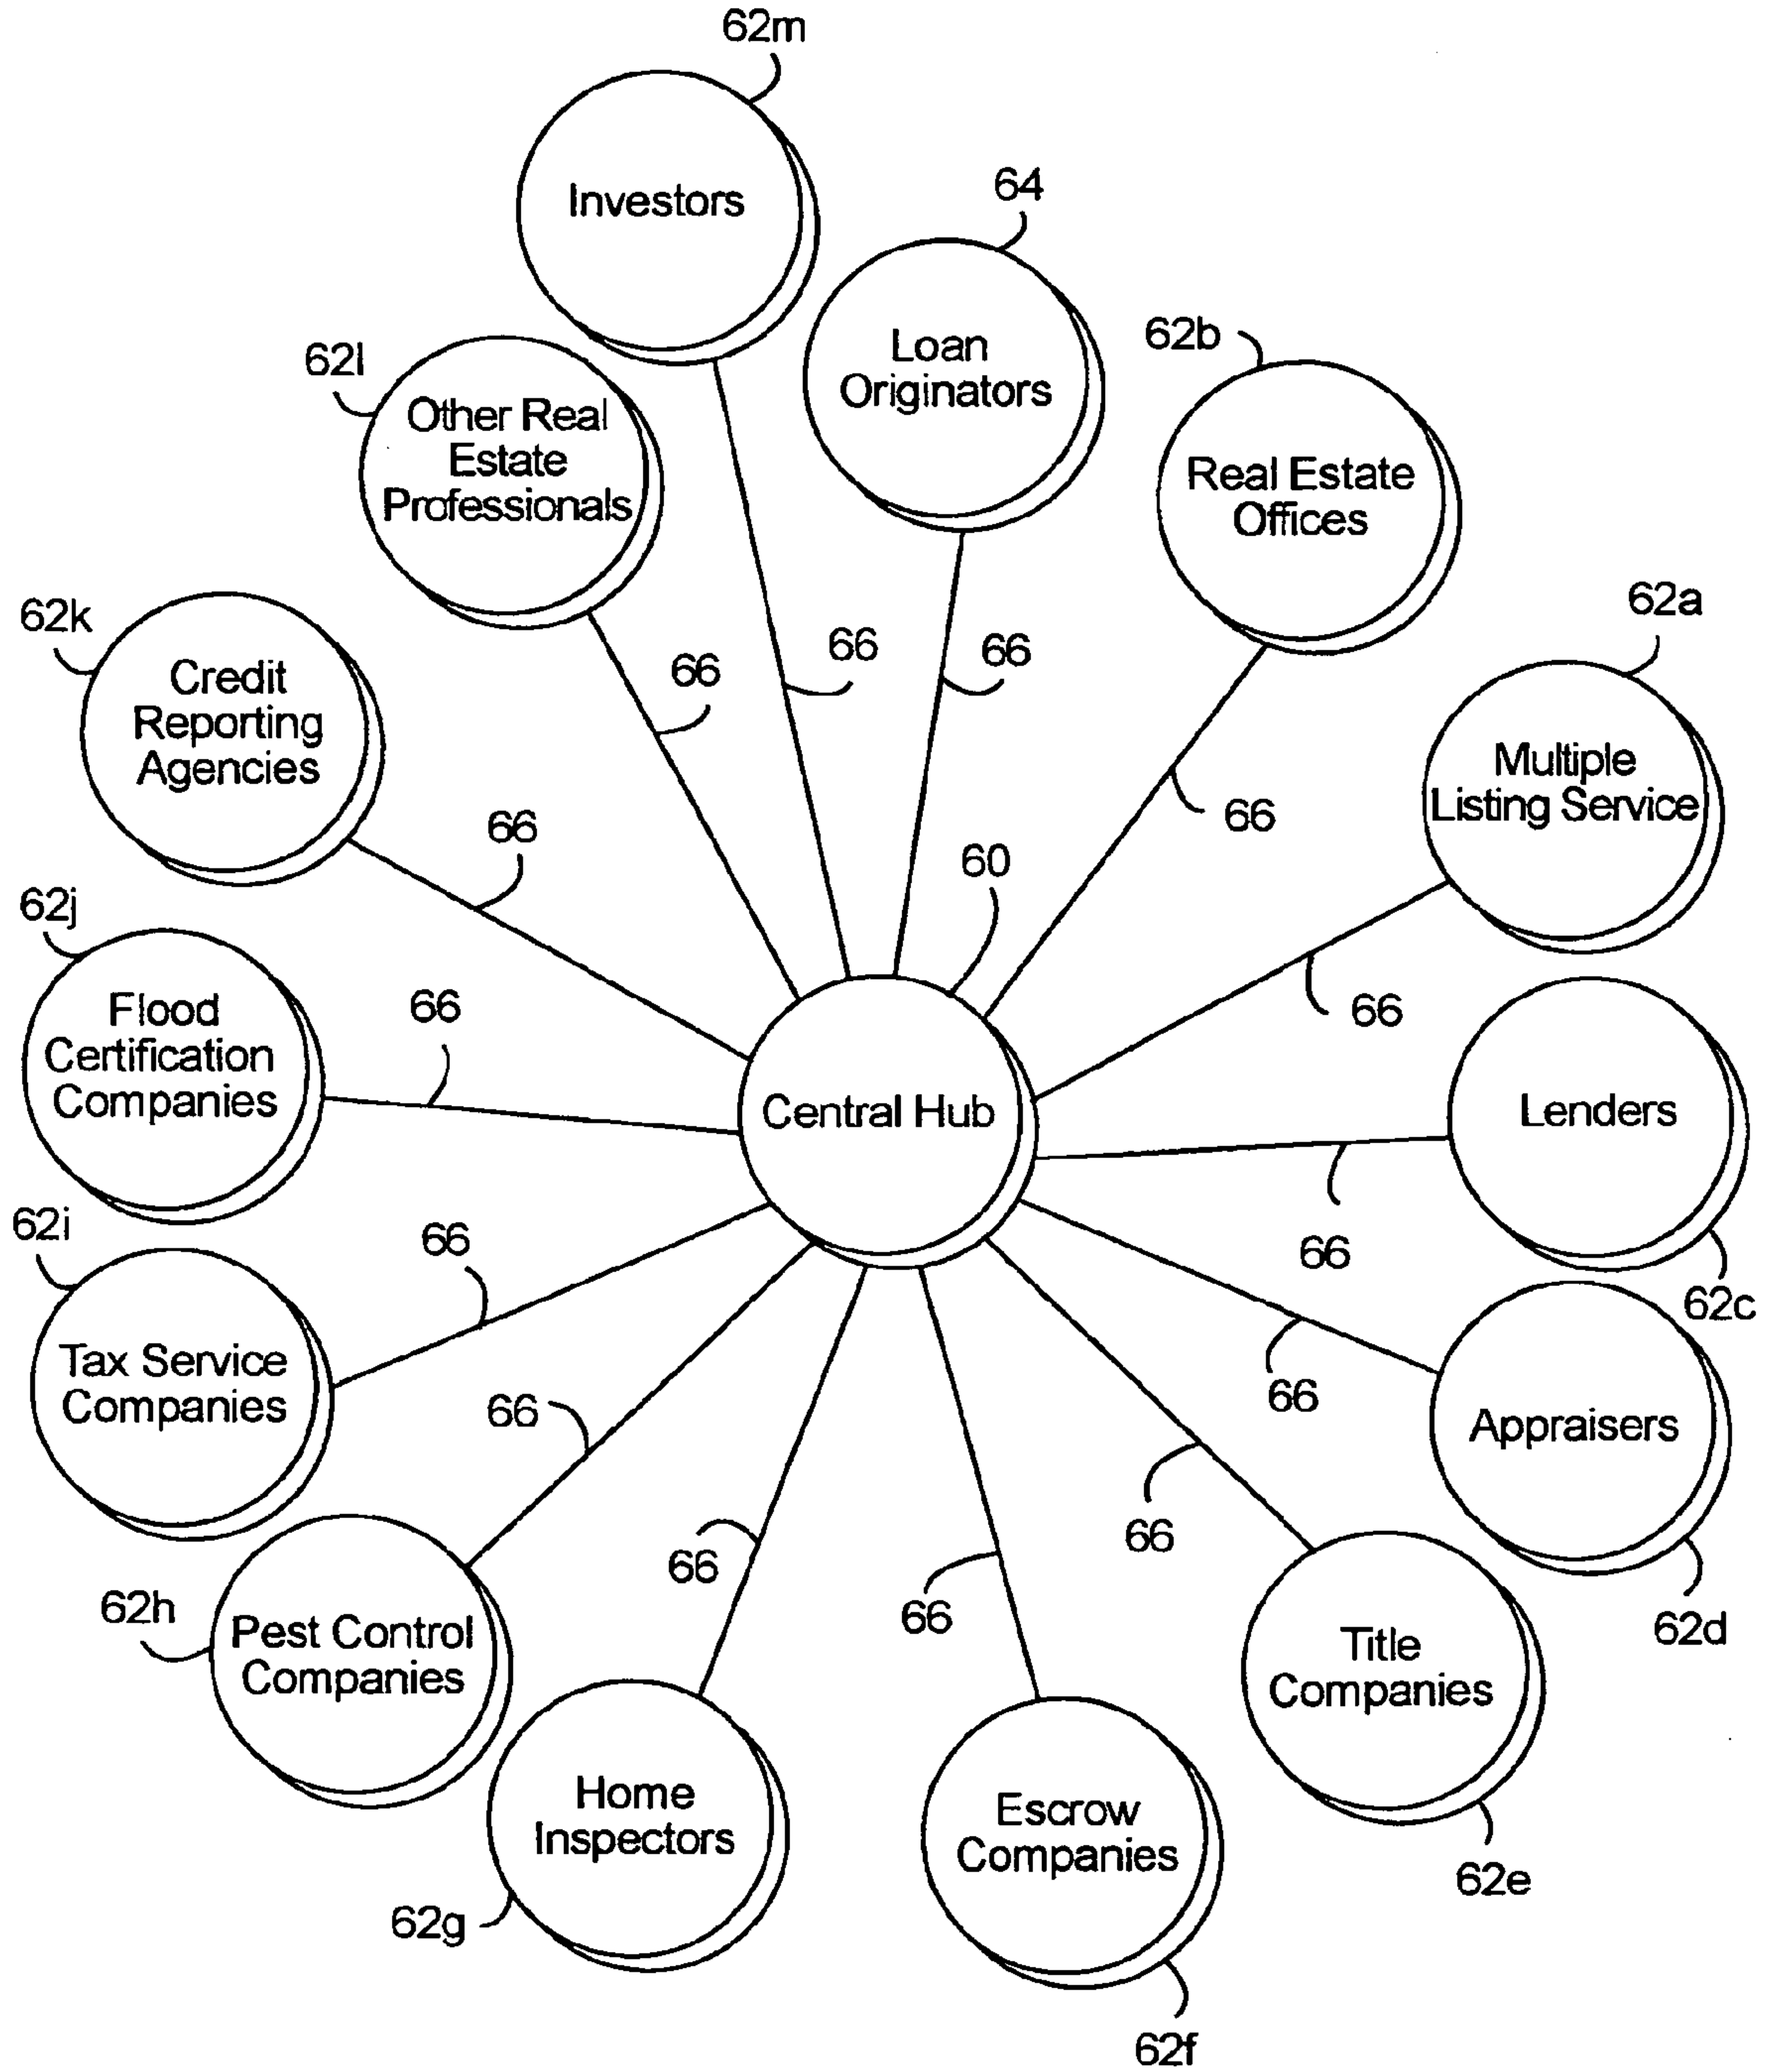 62m
Investors
64
Loan
Originators
62b
Real Estate
Offices
62l
Other Real
Estate
Professionals
62a
Multiple
Listing Service
62k
Credit
Reporting
Agencies
66
66
66
66
66
60
66
62j
Flood
Certification
Companies
66
Central Hub
Lenders
66
62c
62i
Tax Service
Companies
66
66
Appraisers
62d
66
66
66
66
62h
Pest Control
Companies
Title
Companies
62e
Home
Inspectors
62g
Escrow
Companies
62f